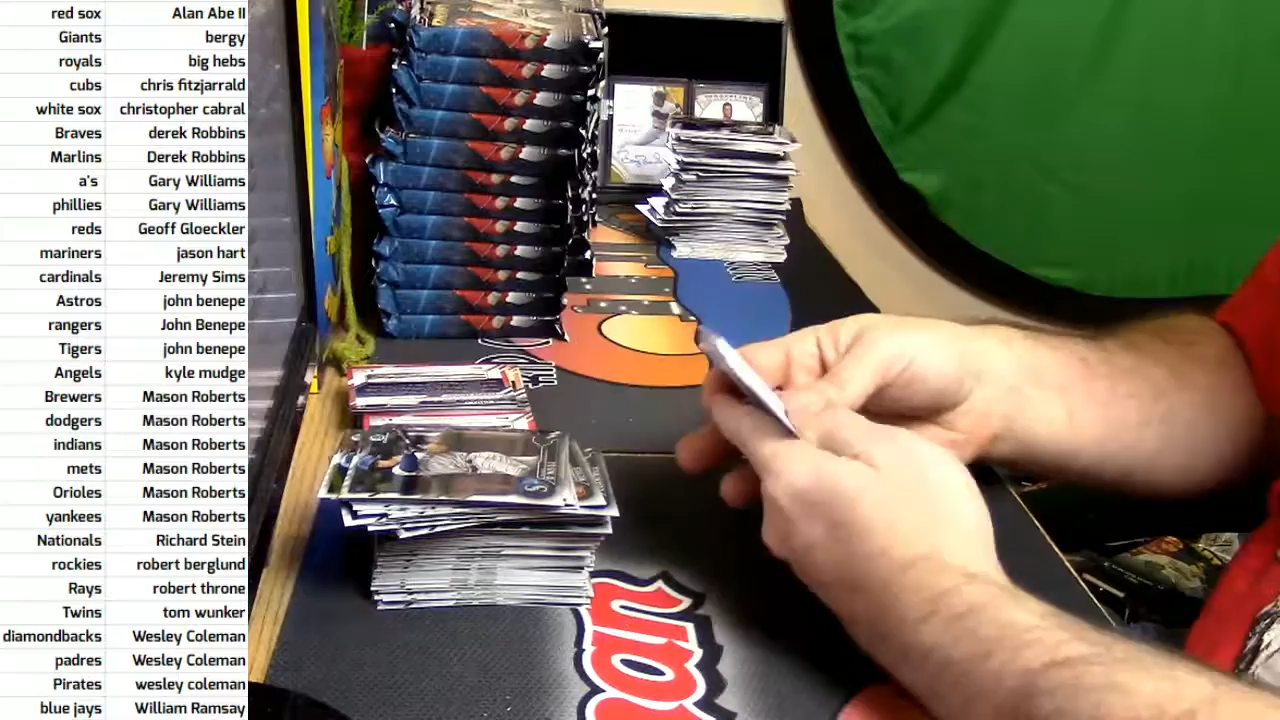 red sox Alan Abe II
Giants bergy
royals big hebs
cubs chris fitzjarrald
white sox christopher cabral
Braves derek Robbins
Marlins Derek Robbins
a's Gary Williams
phillies Gary Williams
reds Geoff Gloeckler
mariners jason hart
cardinals Jeremy Sims
Astros john benepe
rangers John Benepe
Tigers john benepe
Angels kyle mudge
Brewers Mason Roberts
dodgers Mason Roberts
indians Mason Roberts
mets Mason Roberts
Orioles Mason Roberts
yankees Mason Roberts
Nationals Richard Stein
rockies robert berglund
Rays robert throne
Twins tom wunker
diamondbacks Wesley Coleman
padres Wesley Coleman
Pirates wesley coleman
blue jays William Ramsay